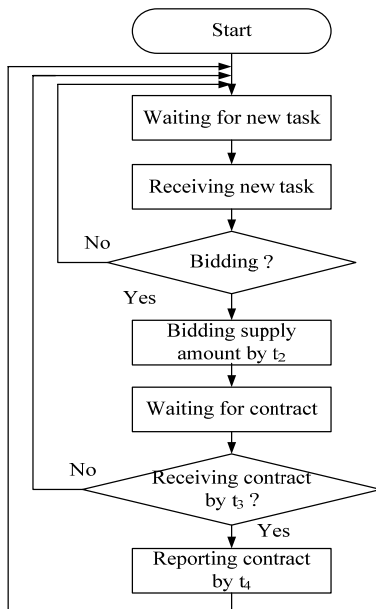 Start
Waiting for new task
Receiving new task
No
Bidding ?
Yes
Bidding supply
amount by t₂
Waiting for contract
No
Receiving contract
by t₃ ?
Yes
Reporting contract
by t₄